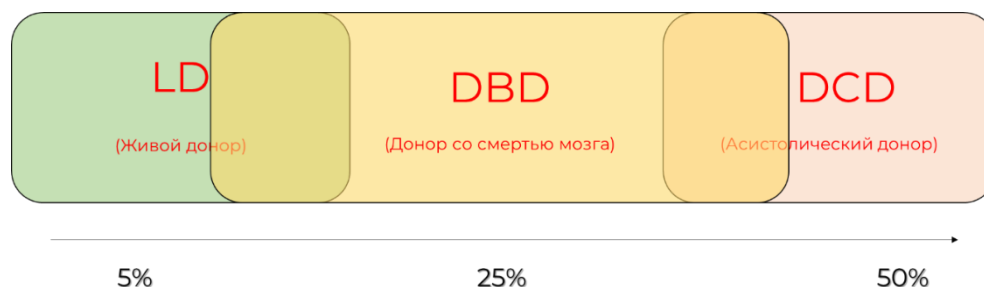 LD
(Живой донор)
DBD
(Донор со смертью мозга)
DCD
(Асистолический донор)
5%
25%
50%